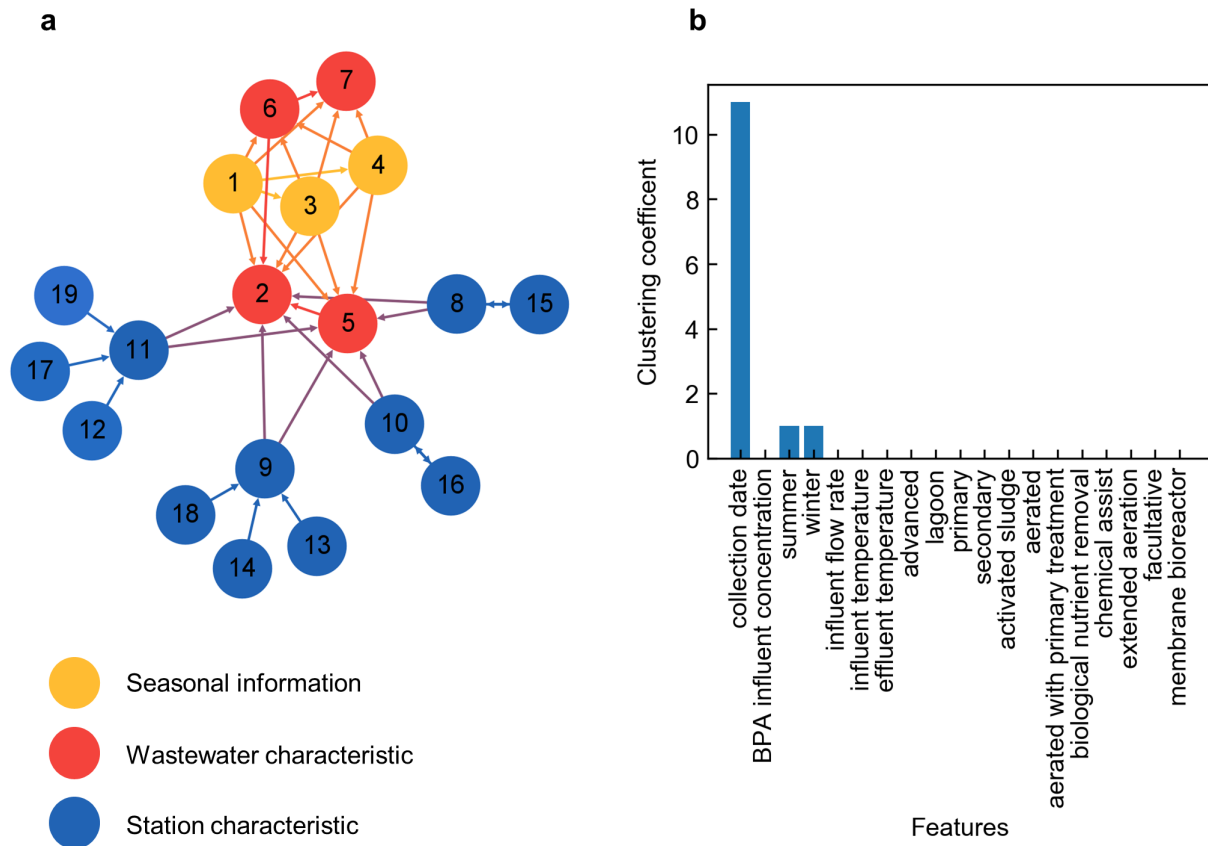 a
7
6
4
1
3
2
5
8
15
19
11
17
12
10
9
16
18
13
14
Seasonal information
Wastewater characteristic
Station characteristic
b
Clustering coefficent
10
8
6
4
2
0
collection date
BPA influent concentration
summer
winter
influent flow rate
influent temperature
effluent temperature
advanced
lagoon
primary
secondary
activated sludge
aerated
aerated with primary treatment
biological nutrient removal
chemical assist
extended aeration
facultative
membrane bioreactor
Features